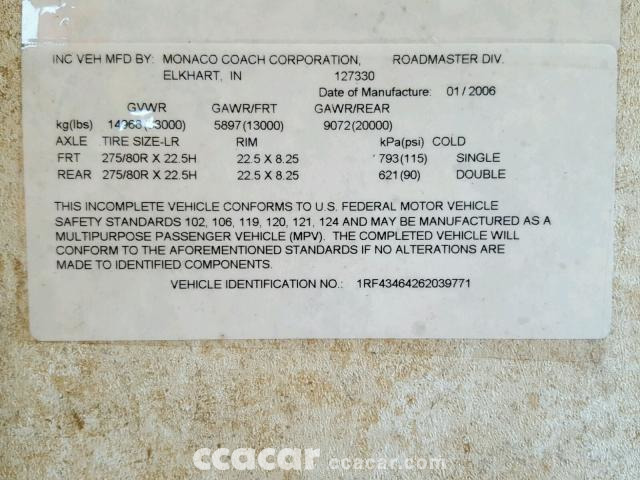 INC VEH MFD BY: MONACO COACH CORPORATION, ROADMASTER DIV.
ELKHART, IN 127330
Date of Manufacture: 01 / 2006
GVWR GAWR/FRT GAWR/REAR
kg(lbs) 5897(13000) 9072(20000)
AXLE TIRE SIZE-LR RIM kPa(psi) COLD
FRT 275/80R X 22.5H 22.5 X 8.25 793(115) SINGLE
REAR 275/80R X 22.5H 22.5 X 8.25 621(90) DOUBLE
THIS INCOMPLETE VEHICLE CONFORMS TO U.S. FEDERAL MOTOR VEHICLE
SAFETY STANDARDS 102, 106, 119, 120, 121, 124 AND MAY BE MANUFACTURED AS A
MULTIPURPOSE PASSENGER VEHICLE (MPV). THE COMPLETED VEHICLE WILL
CONFORM TO THE AFOREMENTIONED STANDARDS IF NO ALTERATIONS ARE
MADE TO IDENTIFIED COMPONENTS.
VEHICLE IDENTIFICATION NO.: 1RF43464262039771
ccacar ccacar.com